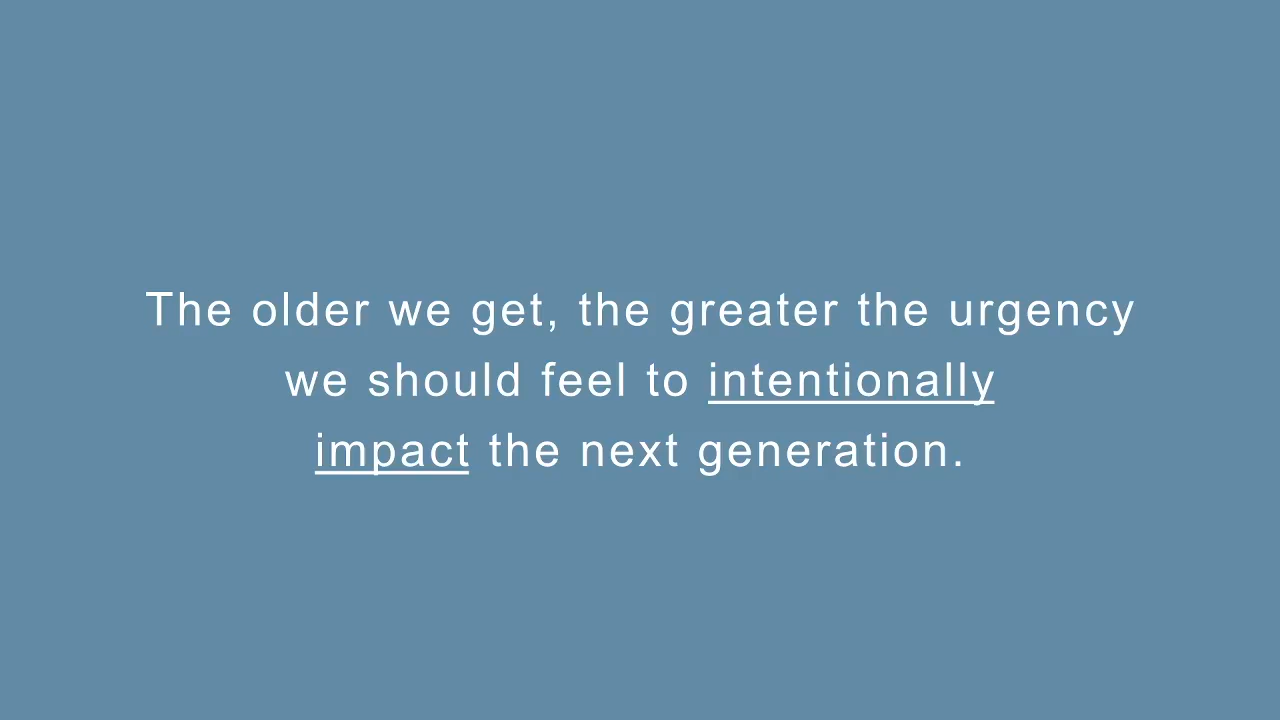 The older we get, the greater the urgency
we should feel to intentionally
impact the next generation.